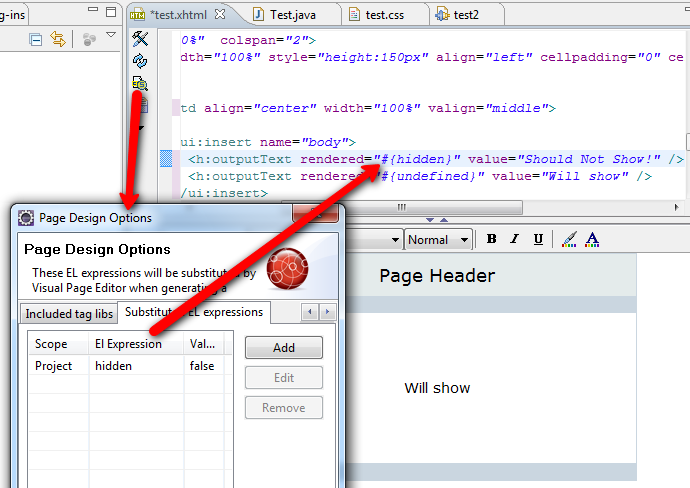 g-ins
*test.xhtml
Test.java
test.css
test2
0%" colspan="2">
dth="100%" style="height:150px" align="left" cellpadding="0" ce
td align="center" width="100%" valign="middle">
ui:insert name="body">
<h:outputText rendered="#{hidden}" value="Should Not Show!" />
<h:outputText rendered="#{undefined}" value="Will show" />
/ui:insert>
Page Design Options
Page Design Options
These EL expressions will be substituted by
Visual Page Editor when generating a
Included tag libs
EL expressions
Scope
El Expression
Val...
Project
hidden
false
Add
Edit
Remove
Normal
B I U
A
Page Header
Will show